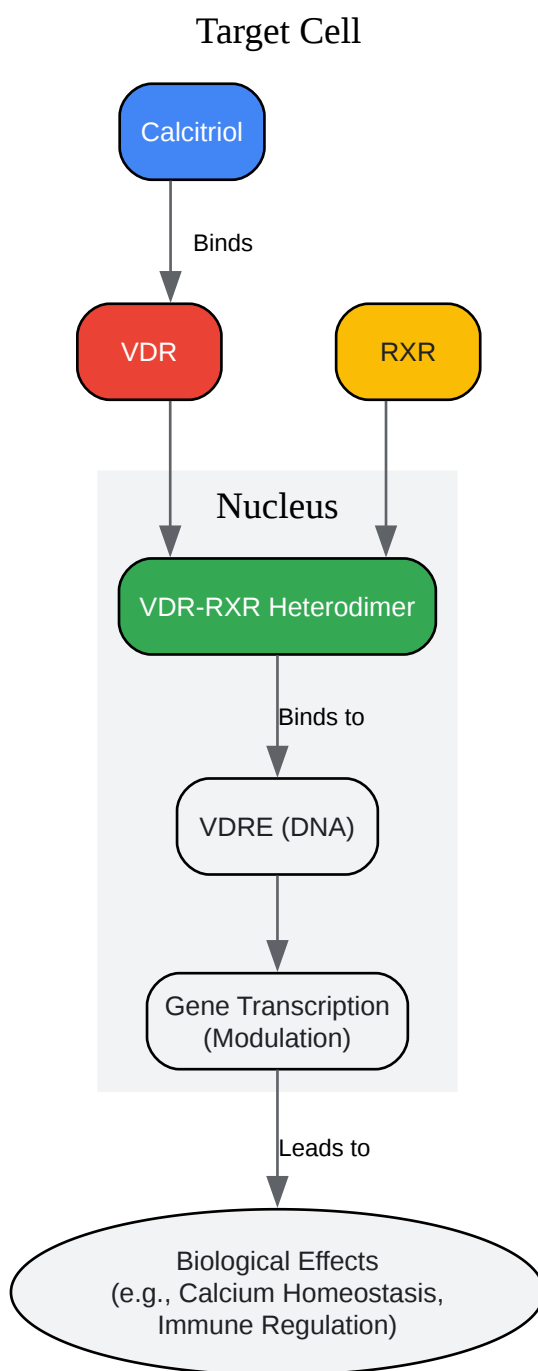 Target Cell
Calcitriol
Binds
VDR
RXR
Nucleus
VDR-RXR Heterodimer
Binds to
VDRE (DNA)
Gene Transcription
(Modulation)
Leads to
Biological Effects
(e.g., Calcium Homeostasis,
Immune Regulation)